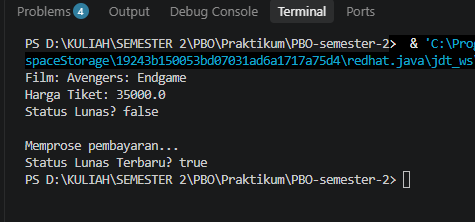 Problems 4 Output Debug Console Terminal Ports
PS D:\KULIAH\SEMESTER 2\PBO\Praktikum\PBO-semester-2> & 'C:\Prog
spaceStorage\19243b150053bd07031ad6a1717a75d4\redhat.java\jdt_ws
Film: Avengers: Endgame
Harga Tiket: 35000.0
Status Lunas? false
Memprose pembayaran...
Status Lunas Terbaru? true
PS D:\KULIAH\SEMESTER 2\PBO\Praktikum\PBO-semester-2>